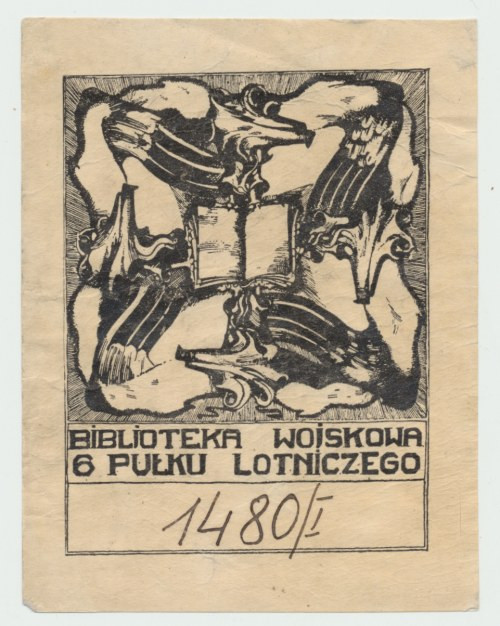 BIBLIOTEKA WOJSKOWA
6 PUŁKU LOTNICZEGO
1480/I